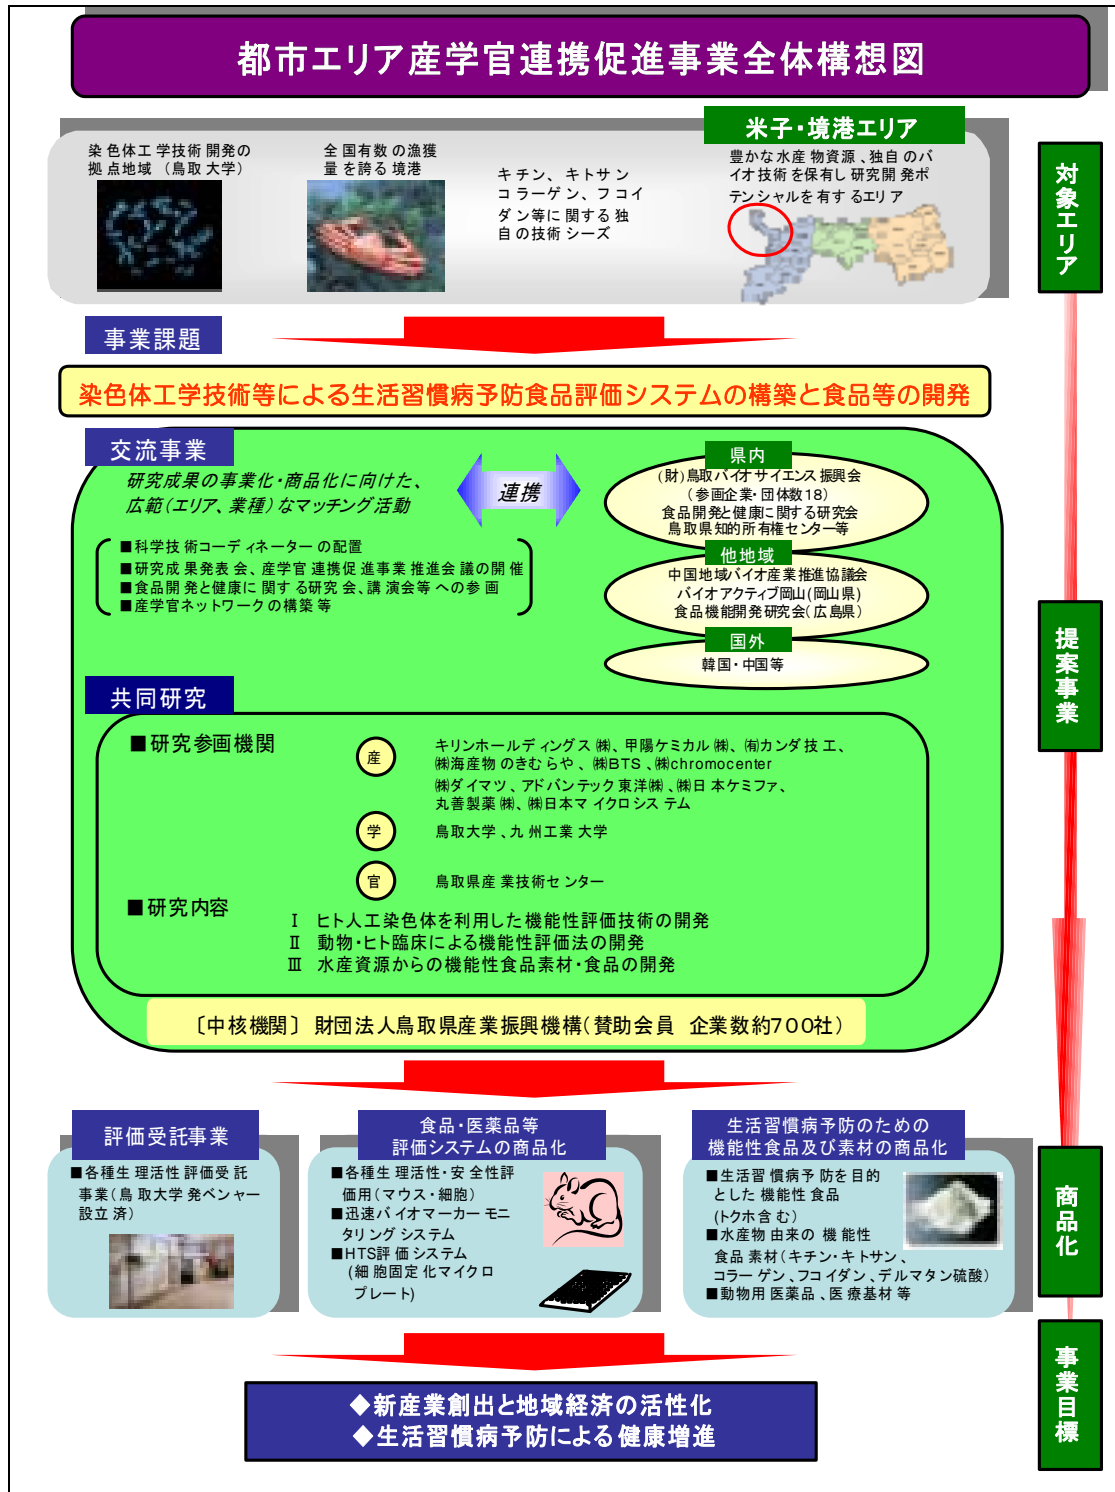 都市エリア産学官連携促進事業全体構想図
米子・境港エリア
染色体工学技術開発の
拠点地域（鳥取大学）
全国有数の漁獲
量を誇る境港
キチン、キトサン
コラーゲン、フコイ
ダン等に関する独
自の技術シーズ
豊かな水産物資源、独自のバ
イオ技術を保有し研究開発ポ
テンシャルを有するエリア
対象エリア
事業課題
染色体工学技術等による生活習慣病予防食品評価システムの構築と食品等の開発
交流事業
研究成果の事業化・商品化に向けた、
広範（エリア、業種）なマッチング活動
■科学技術コーディネーターの配置
■研究成果発表会、産学官連携促進事業推進会議の開催
■食品開発と健康に関する研究会、講演会等への参画
■産学官ネットワークの構築等
連携
県内
(財)鳥取バイオサイエンス振興会
（参画企業・団体数18）
食品開発と健康に関する研究会
鳥取県知的所有権センター等
他地域
中国地域バイオ産業推進協議会
バイオアクティブ岡山(岡山県)
食品機能開発研究会（広島県）
国外
韓国・中国等
提案事業
共同研究
■研究参画機関
産
キリンホールディングス㈱、甲陽ケミカル㈱、㈲カンダ技工、
㈱海産物のきむらや、㈱BTS、㈱chromocenter
㈱ダイマツ、アドバンテック東洋㈱、㈱日本ケミファ、
丸善製薬㈱、㈱日本マイクロシステム
学
鳥取大学、九州工業大学
官
鳥取県産業技術センター
■研究内容
Ⅰ　ヒト人工染色体を利用した機能性評価技術の開発
Ⅱ　動物・ヒト臨床による機能性評価法の開発
Ⅲ　水産資源からの機能性食品素材・食品の開発
〔中核機関〕財団法人鳥取県産業振興機構（賛助会員　企業数約700社）
評価受託事業
■各種生理活性評価受託
事業（鳥取大学発ベンチャー
設立済）
食品・医薬品等
評価システムの商品化
■各種生理活性・安全性評
価用（マウス・細胞）
■迅速バイオマーカーモニ
タリングシステム
■HTS評価システム
(細胞固定化マイクロ
プレート)
生活習慣病予防のための
機能性食品及び素材の商品化
■生活習慣病予防を目的
とした機能性食品
(トクホ含む)
■水産物由来の機能性
食品素材（キチン・キトサン、
コラーゲン、フコイダン、デルマタン硫酸）
■動物用医薬品、医療基材等
商品化
◆新産業創出と地域経済の活性化
◆生活習慣病予防による健康増進
事業目標